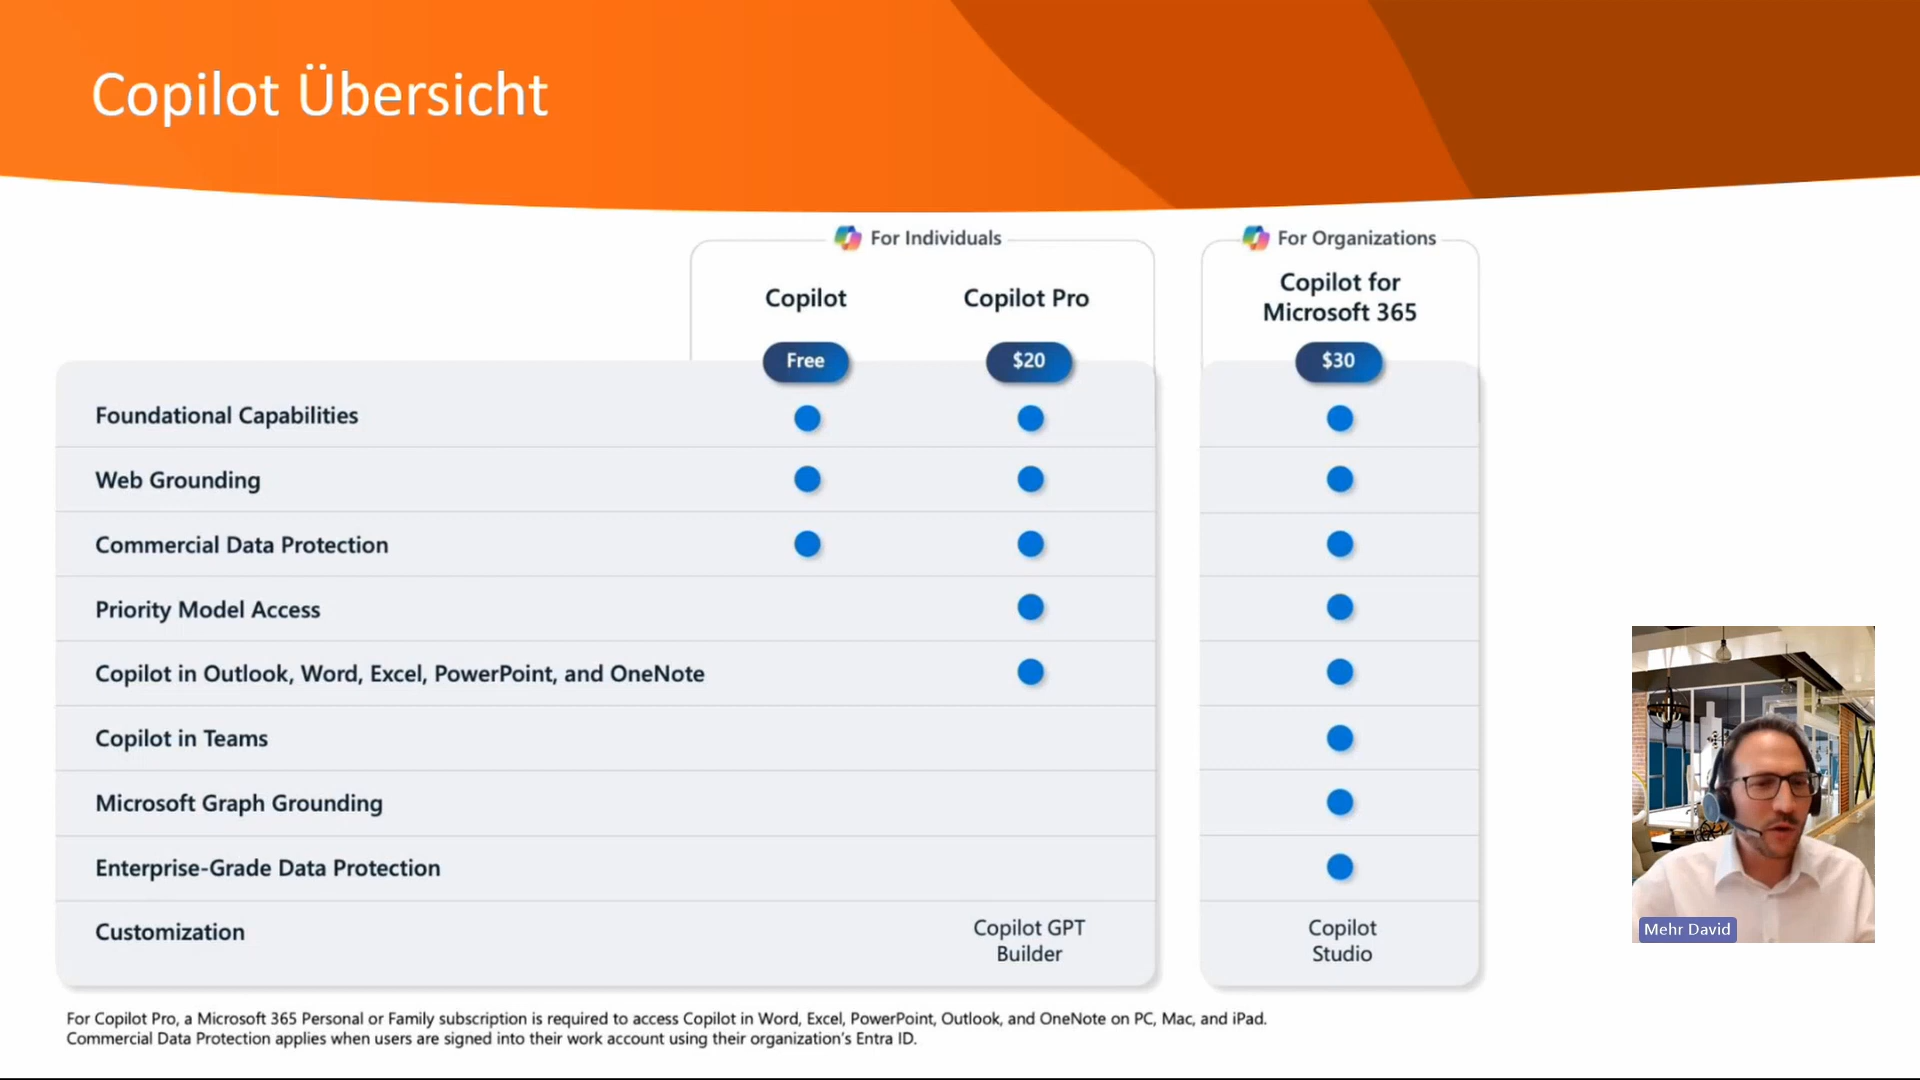 Copilot Übersicht
For Individuals
For Organizations
Copilot
Copilot Pro
Copilot for
Microsoft 365
Free
$20
$30
Foundational Capabilities
Web Grounding
Commercial Data Protection
Priority Model Access
Copilot in Outlook, Word, Excel, PowerPoint, and OneNote
Copilot in Teams
Microsoft Graph Grounding
Enterprise-Grade Data Protection
Customization
Copilot GPT
Builder
Copilot
Studio
Mehr David
For Copilot Pro, a Microsoft 365 Personal or Family subscription is required to access Copilot in Word, Excel, PowerPoint, Outlook, and OneNote on PC, Mac, and iPad.
Commercial Data Protection applies when users are signed into their work account using their organization's Entra ID.